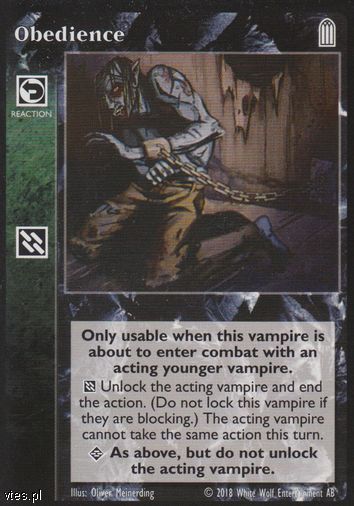 Obedience
REACTION
Only usable when this vampire is
about to enter combat with an
acting younger vampire.
Unlock the acting vampire and end
the action. (Do not lock this vampire if
they are blocking.) The acting vampire
cannot take the same action this turn.
As above, but do not unlock
the acting vampire.
Illus: Oliver Meinerding © 2018 White Wolf Entertainment AB
vtes.pl